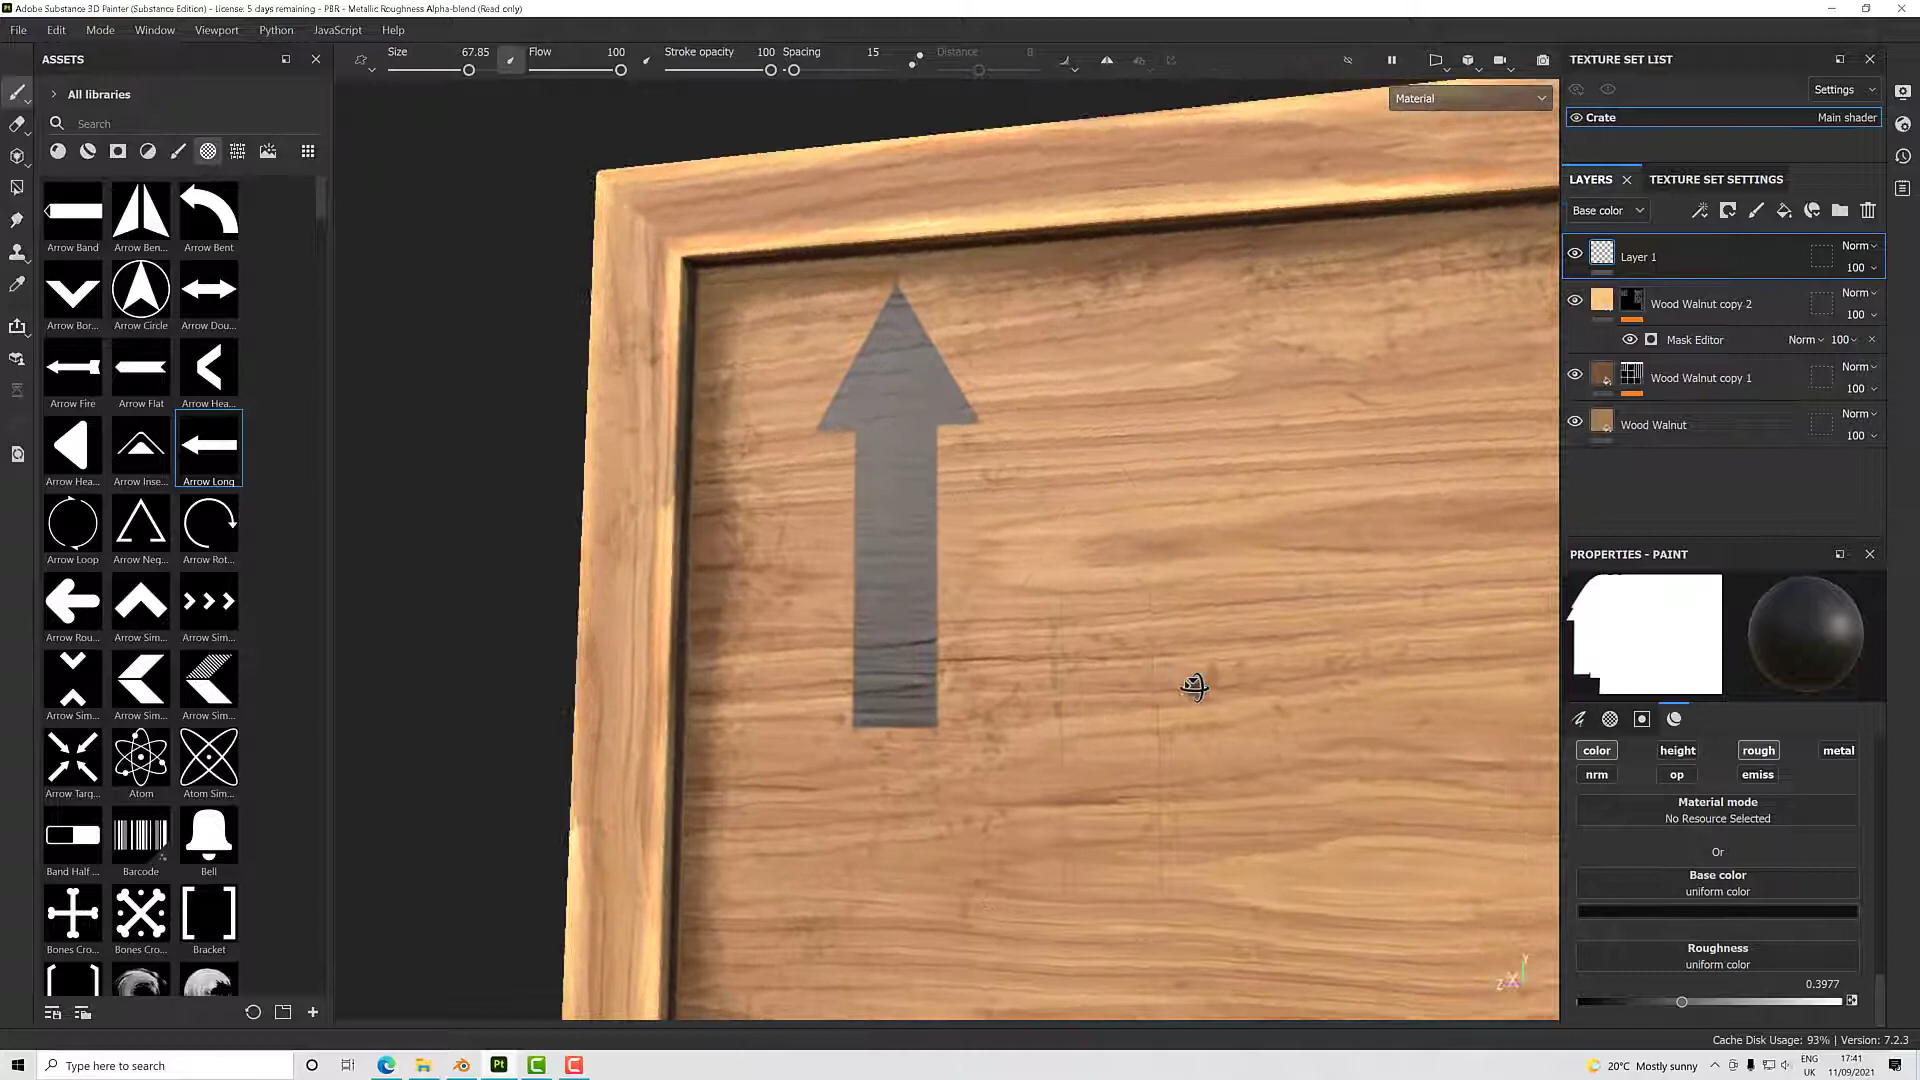 Adobe Substance 3D Painter (Substance Edition) - License: 5 days remaining - PBR - Metallic Roughness Alpha-blend (Read only)
File Edit Mode Window Viewport Python JavaScript Help
ASSETS
Size 67.85 Flow 100 Stroke opacity 100 Spacing 15 Distance 8
All libraries
Search
Arrow Band Arrow Ben... Arrow Bent
Arrow Bor... Arrow Circle Arrow Dou...
Arrow Fire Arrow Flat Arrow Hea...
Arrow Hea... Arrow Inse... Arrow Long
Arrow Loop Arrow Neg... Arrow Rot...
Arrow Rou... Arrow Sim... Arrow Sim...
Arrow Sim... Arrow Sim... Arrow Sim...
Arrow Targ... Atom Atom Sim...
Band Half ... Barcode Bell
Bones Cro... Bones Cro... Bracket
Material
Z X Y
TEXTURE SET LIST
Settings
Crate Main shader
LAYERS TEXTURE SET SETTINGS
Base color
Layer 1 Norm 100
Wood Walnut copy 2 Norm 100
Mask Editor Norm 100
Wood Walnut copy 1 Norm 100
Wood Walnut Norm 100
PROPERTIES - PAINT
color height rough metal
nrm op emiss
Material mode
No Resource Selected
Or
Base color
uniform color
Roughness
uniform color
0.3977
Cache Disk Usage: 93% | Version: 7.2.3
Type here to search
Pt
20°C Mostly sunny
ENG
UK
17:41
11/09/2021